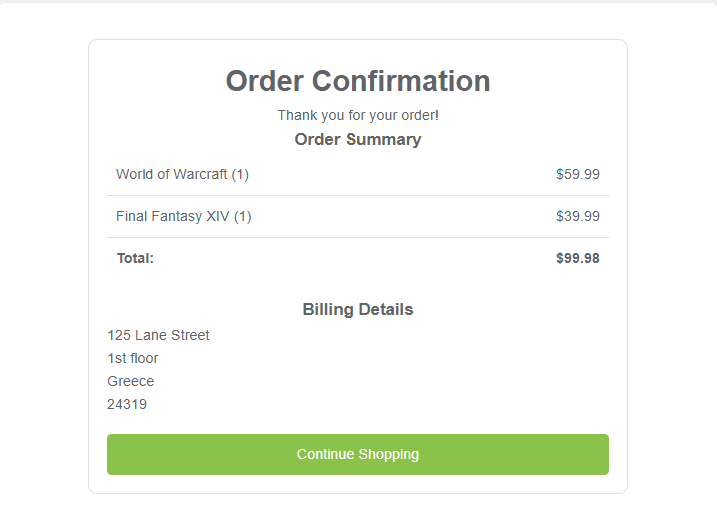 Order Confirmation
Thank you for your order!
Order Summary
World of Warcraft (1) $59.99
Final Fantasy XIV (1) $39.99
Total: $99.98
Billing Details
125 Lane Street
1st floor
Greece
24319
Continue Shopping